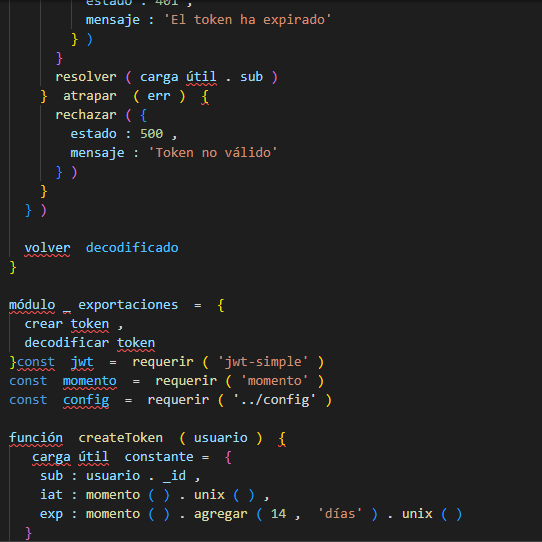 estado : 401 ,
mensaje : 'El token ha expirado'
} )
}
resolver ( carga útil . sub )
} atrapar ( err ) {
rechazar ( {
estado : 500 ,
mensaje : 'Token no válido'
} )
}
} )
volver decodificado
}
módulo _ exportaciones = {
crear token ,
decodificar token
}const jwt = requerir ( 'jwt-simple' )
const momento = requerir ( 'momento' )
const config = requerir ( '../config' )
función createToken ( usuario ) {
carga útil constante = {
sub : usuario . _id ,
iat : momento ( ) . unix ( ) ,
exp : momento ( ) . agregar ( 14 , 'días' ) . unix ( )
}